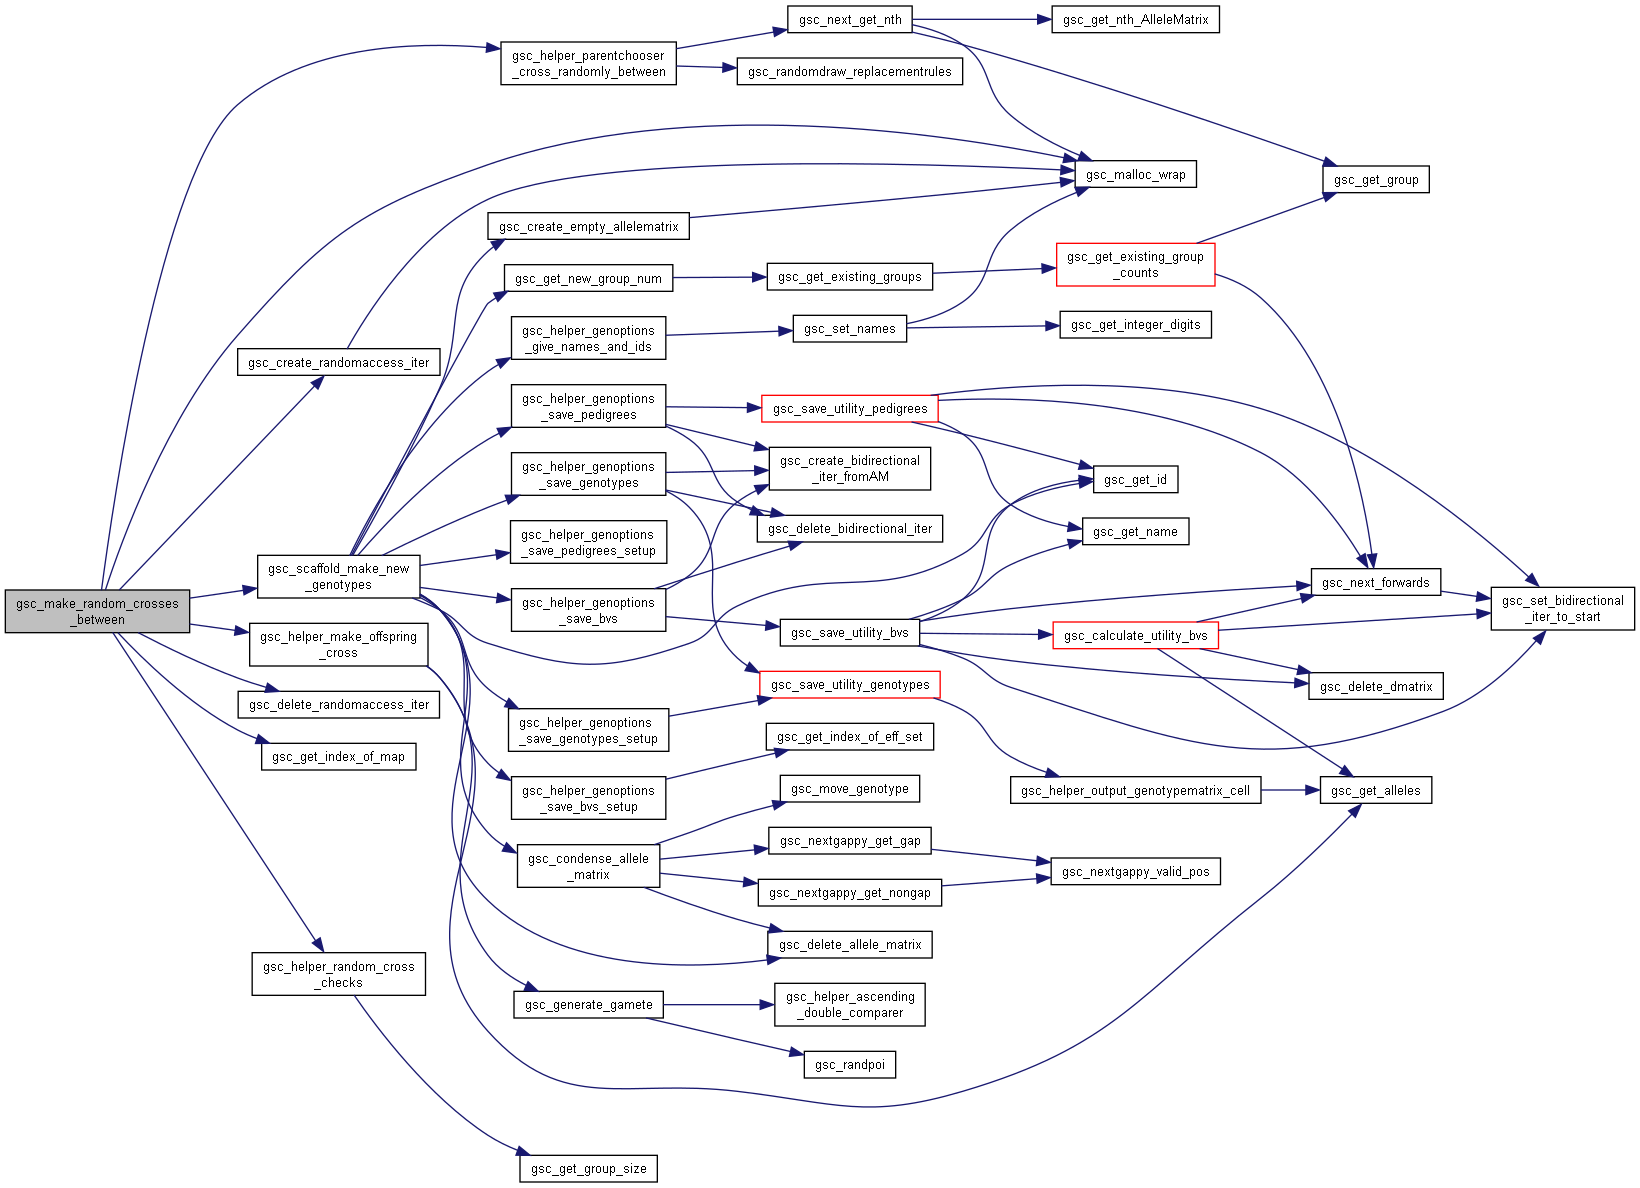 gsc_make_random_crosses
_between
gsc_helper_parentchooser
_cross_randomly_between
gsc_next_get_nth
gsc_get_nth_AlleleMatrix
gsc_randomdraw_replacementrules
gsc_malloc_wrap
gsc_get_group
gsc_create_randomaccess_iter
gsc_scaffold_make_new
_genotypes
gsc_create_empty_allelematrix
gsc_get_new_group_num
gsc_get_existing_groups
gsc_get_existing_group
_counts
gsc_helper_genoptions
_give_names_and_ids
gsc_set_names
gsc_get_integer_digits
gsc_helper_genoptions
_save_pedigrees
gsc_save_utility_pedigrees
gsc_helper_genoptions
_save_genotypes
gsc_create_bidirectional
_iter_fromAM
gsc_delete_bidirectional_iter
gsc_get_id
gsc_get_name
gsc_helper_genoptions
_save_pedigrees_setup
gsc_helper_genoptions
_save_bvs
gsc_save_utility_bvs
gsc_calculate_utility_bvs
gsc_next_forwards
gsc_set_bidirectional
_iter_to_start
gsc_delete_dmatrix
gsc_helper_make_offspring
_cross
gsc_delete_randomaccess_iter
gsc_get_index_of_map
gsc_save_utility_genotypes
gsc_helper_genoptions
_save_genotypes_setup
gsc_get_index_of_eff_set
gsc_helper_genoptions
_save_bvs_setup
gsc_move_genotype
gsc_helper_output_genotypematrix_cell
gsc_get_alleles
gsc_condense_allele
_matrix
gsc_nextgappy_get_gap
gsc_nextgappy_get_nongap
gsc_nextgappy_valid_pos
gsc_delete_allele_matrix
gsc_helper_random_cross
_checks
gsc_generate_gamete
gsc_helper_ascending
_double_comparer
gsc_randpoi
gsc_get_group_size